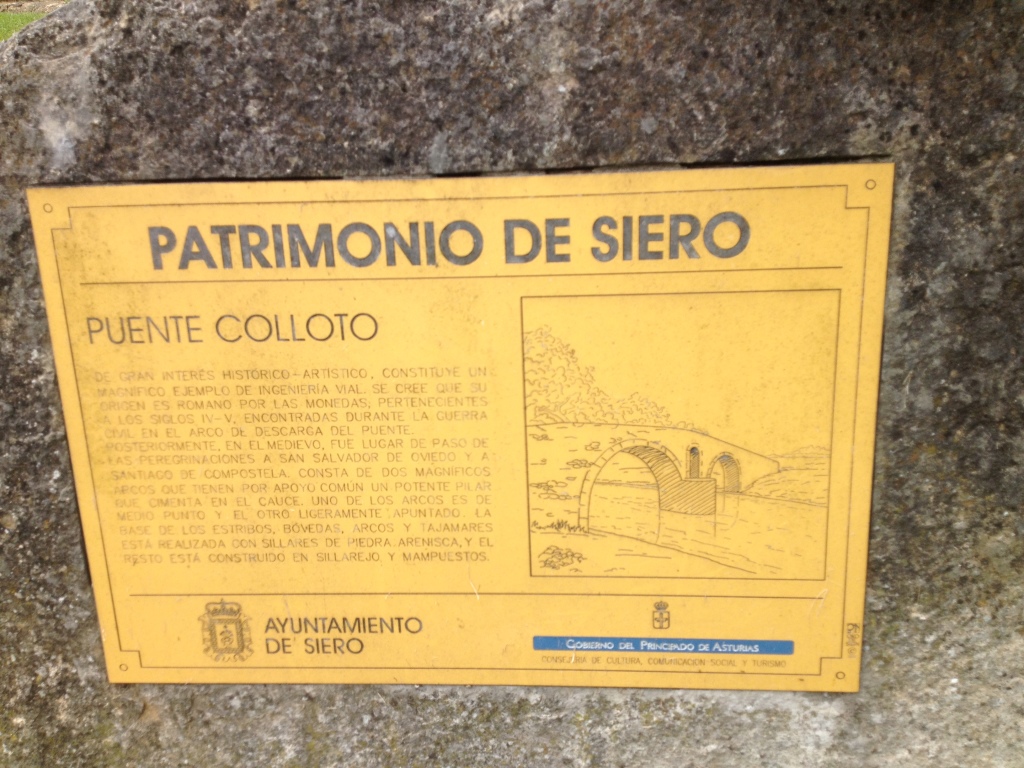 PATRIMONIO DE SIERO
PUENTE COLLOTO
DE GRAN INTERÉS HISTÓRICO-ARTÍSTICO, CONSTITUYE UN
MAGNÍFICO EJEMPLO DE INGENIERÍA VIAL. SE CREE QUE SU
ORIGEN ES ROMANO POR LAS MONEDAS, PERTENECIENTES
A LOS SIGLOS IV-V, ENCONTRADAS DURANTE LA GUERRA
CIVIL EN EL ARCO DE DESCARGA DEL PUENTE.
POSTERIORMENTE, EN EL MEDIEVO, FUE LUGAR DE PASO DE
LAS PEREGRINACIONES A SAN SALVADOR DE OVIEDO Y A
SANTIAGO DE COMPOSTELA. CONSTA DE DOS MAGNÍFICOS
ARCOS QUE TIENEN POR APOYO COMÚN UN POTENTE PILAR
QUE CIMENTA EN EL CAUCE. UNO DE LOS ARCOS ES DE
MEDIO PUNTO Y EL OTRO LIGERAMENTE APUNTADO. LA
BASE DE LOS ESTRIBOS, BÓVEDAS, ARCOS Y TAJAMARES
ESTÁ REALIZADA CON SILLARES DE PIEDRA ARENISCA, Y EL
RESTO ESTÁ CONSTRUIDO EN SILLAREJO Y MAMPUESTOS.
AYUNTAMIENTO
DE SIERO
GOBIERNO DEL PRINCIPADO DE ASTURIAS
CONSEJERIA DE CULTURA, COMUNICACION SOCIAL Y TURISMO